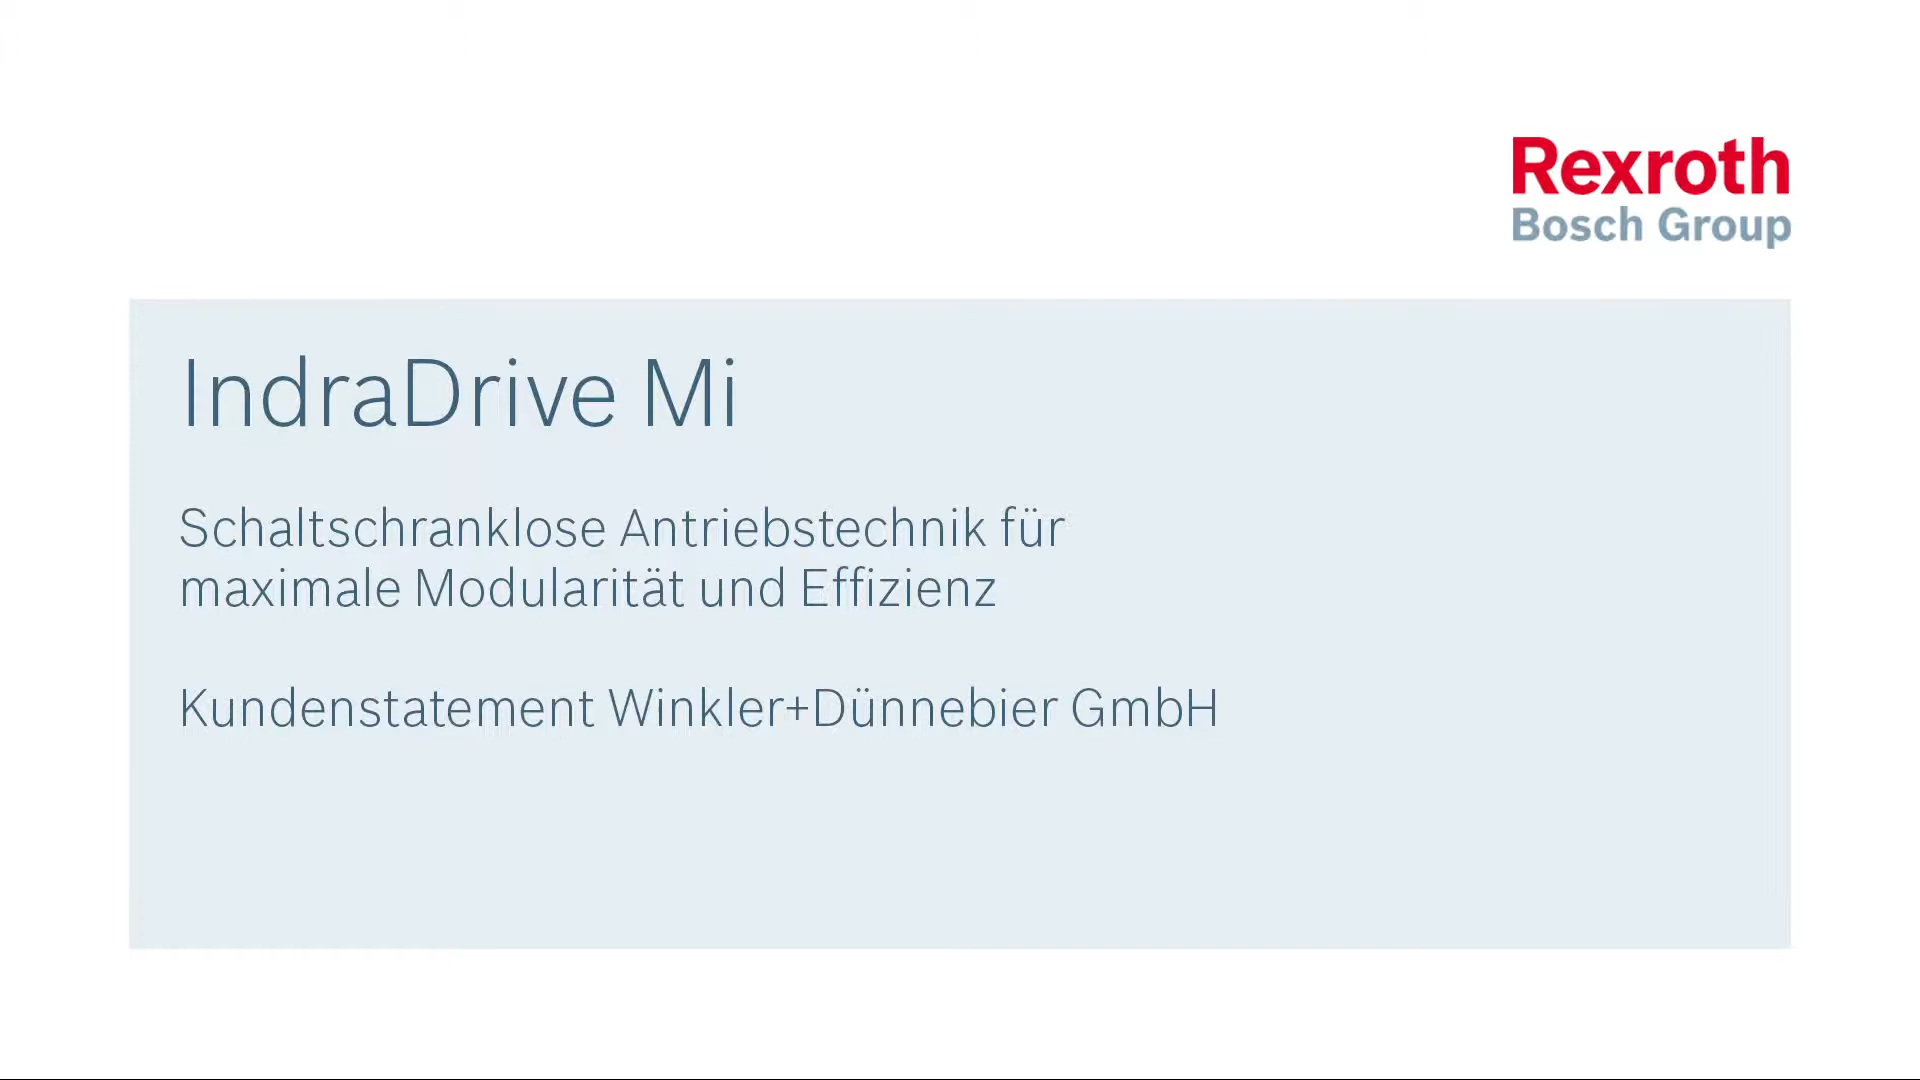 Rexroth
Bosch Group
IndraDrive Mi
Schaltschranklose Antriebstechnik für
maximale Modularität und Effizienz
Kundenstatement Winkler+Dünnebier GmbH